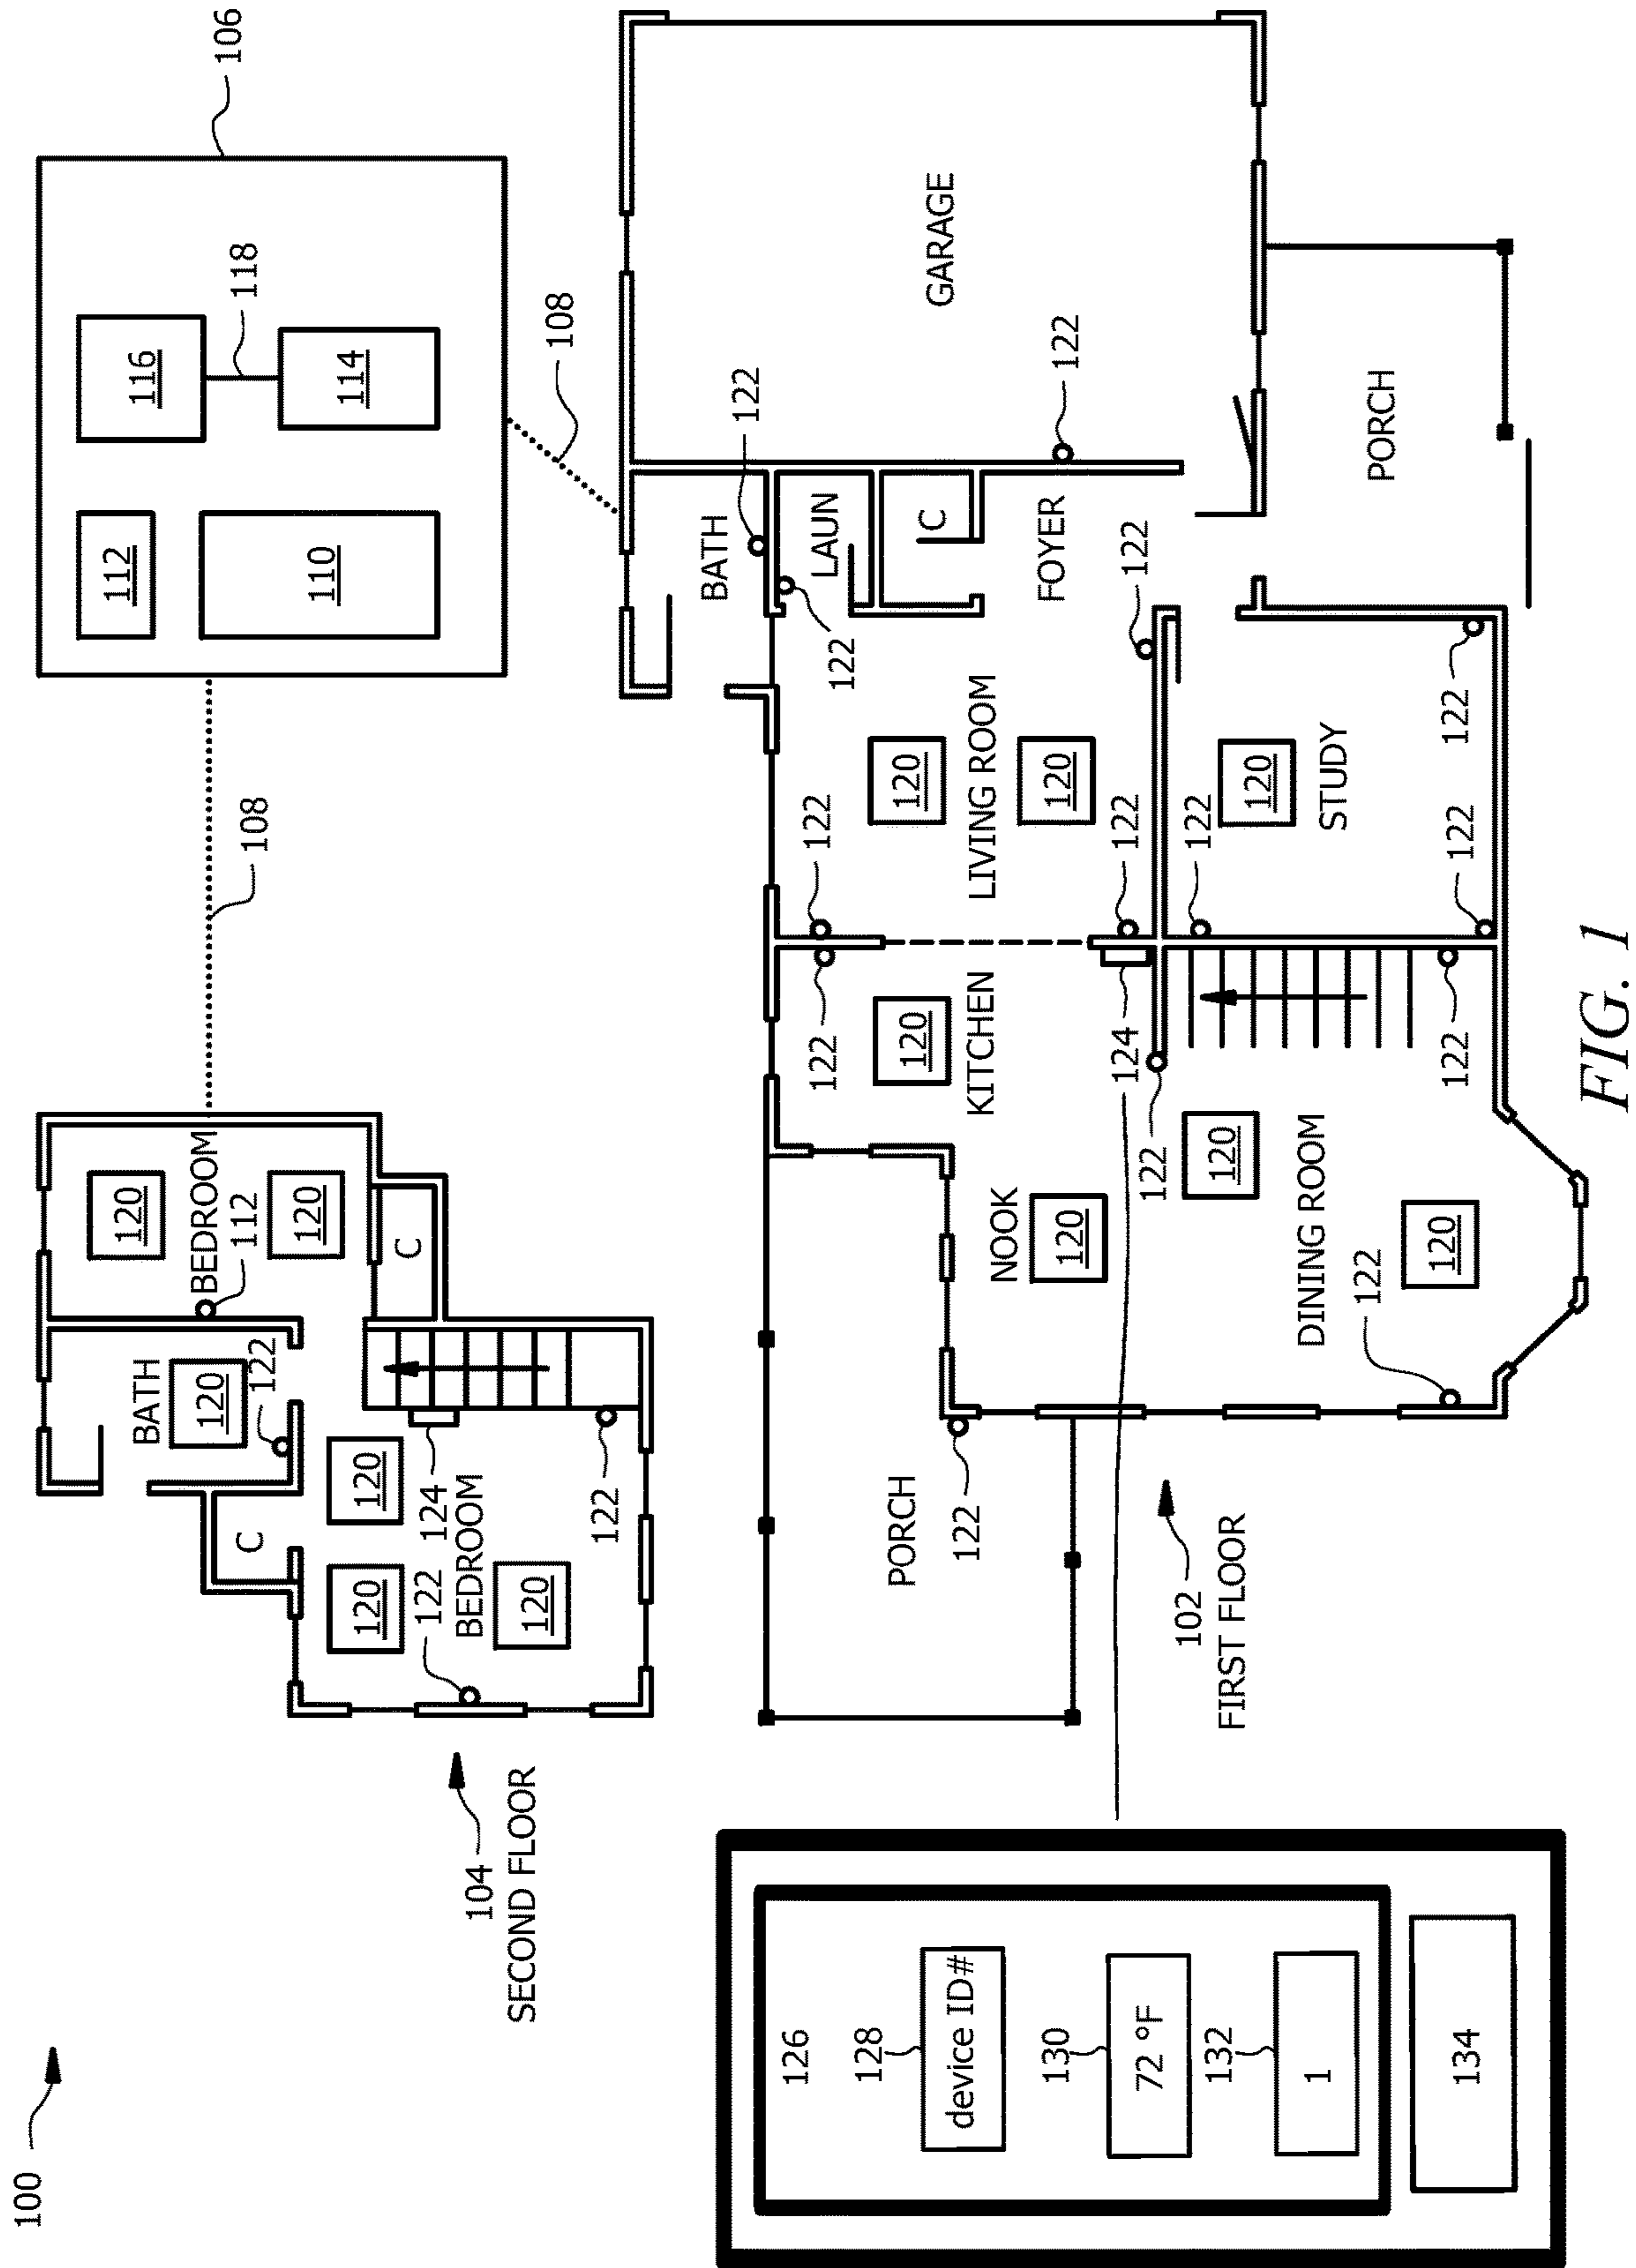 100
106
112
116
110
118
114
108
108
120
BEDROOM
112
120
BATH
120
122
C
C
120
120
124
122
BEDROOM
120
122
104
SECOND FLOOR
BATH
122
LAUN
122
C
FOYER
GARAGE
122
122
122
122
120
LIVING ROOM
120
120
KITCHEN
122
124
122
122
120
STUDY
122
122
122
NOOK
120
120
DINING ROOM
120
122
PORCH
122
PORCH
102
FIRST FLOOR
126
128
device ID#
130
72 °F
132
1
134
122
FIG. 1